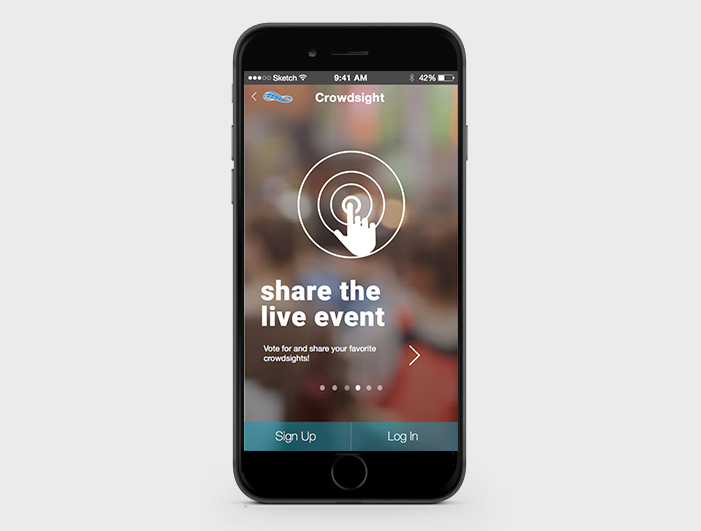 Sketch 9:41 AM 42%
Crowdsight
share the
live event
Vote for and share your favorite
crowdsights!
Sign Up Log In